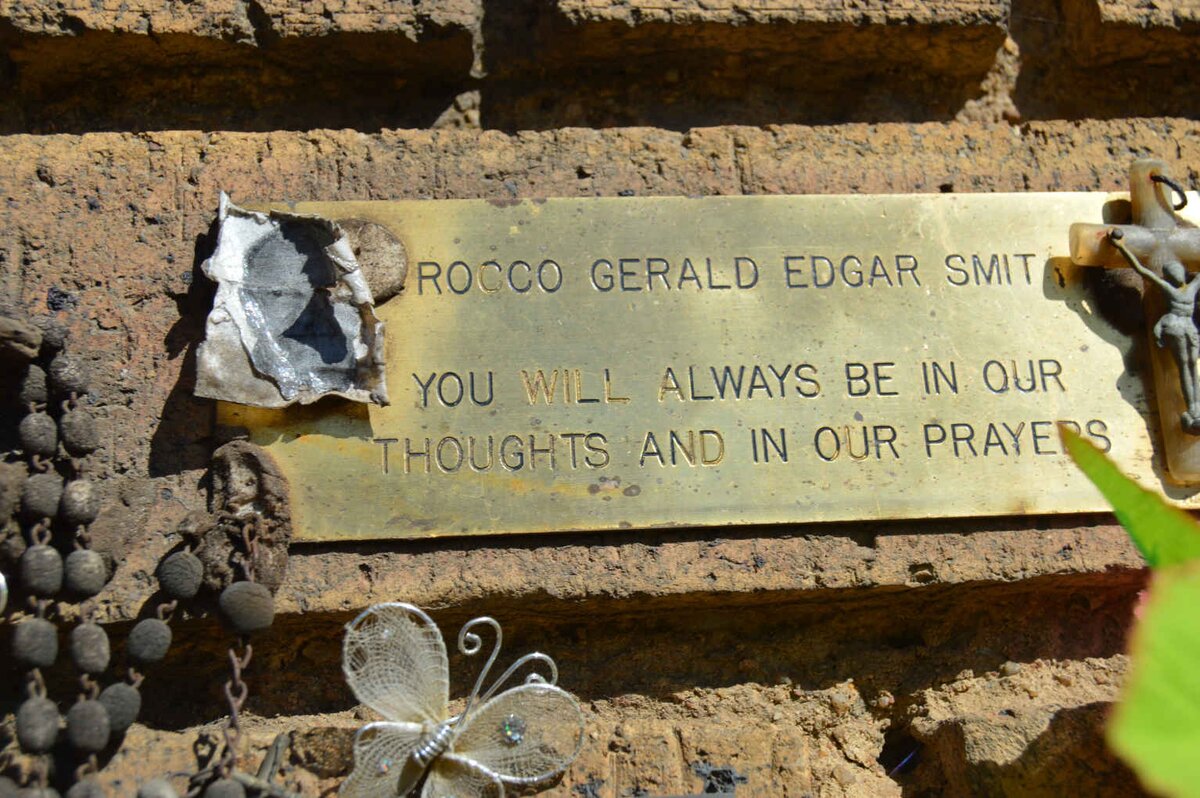 ROCCO GERALD EDGAR SMIT
YOU WILL ALWAYS BE IN OUR
THOUGHTS AND IN OUR PRAYERS